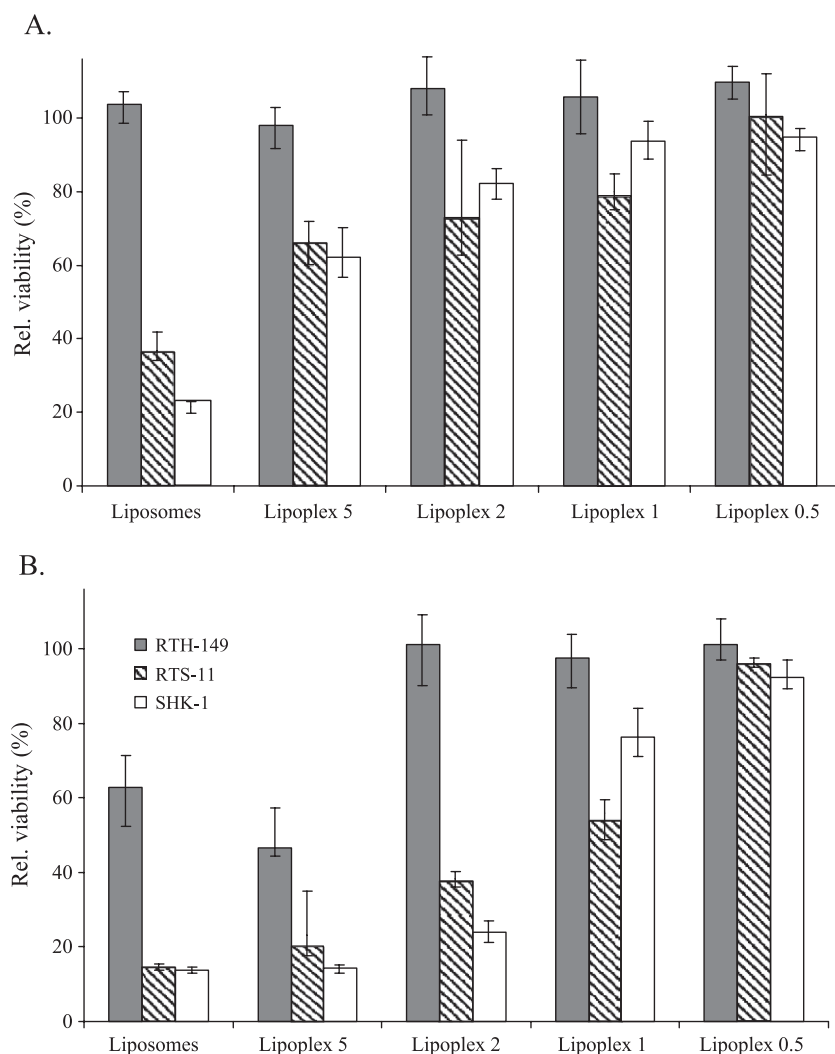 A.
Rel. viability (%)
100
80
60
40
20
0
Liposomes Lipoplex 5 Lipoplex 2 Lipoplex 1 Lipoplex 0.5
B.
Rel. viability (%)
100
80
60
40
20
0
RTH-149
RTS-11
SHK-1
Liposomes Lipoplex 5 Lipoplex 2 Lipoplex 1 Lipoplex 0.5